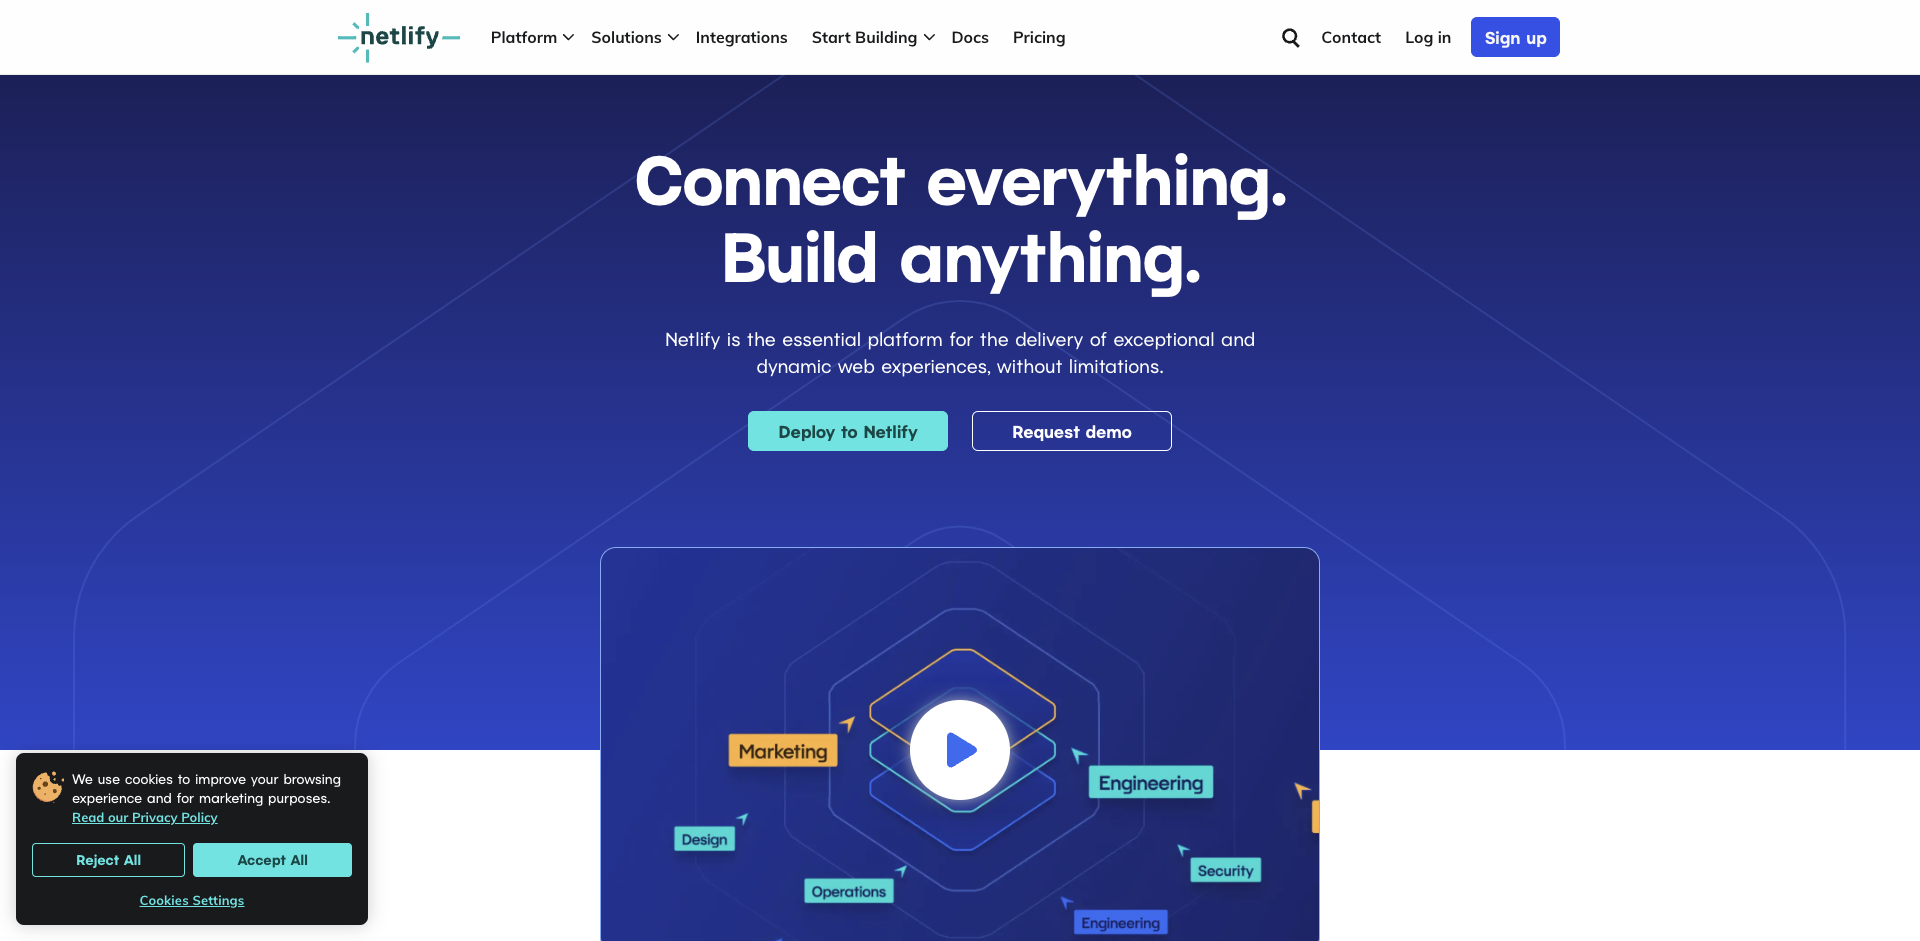 netlify
Platform
Solutions
Integrations
Start Building
Docs
Pricing
Contact
Log in
Sign up
Connect everything.
Build anything.
Netlify is the essential platform for the delivery of exceptional and
dynamic web experiences, without limitations.
Deploy to Netlify
Request demo
Marketing
Engineering
Design
Operations
Security
Engineering
We use cookies to improve your browsing
experience and for marketing purposes.
Read our Privacy Policy
Reject All
Accept All
Cookies Settings